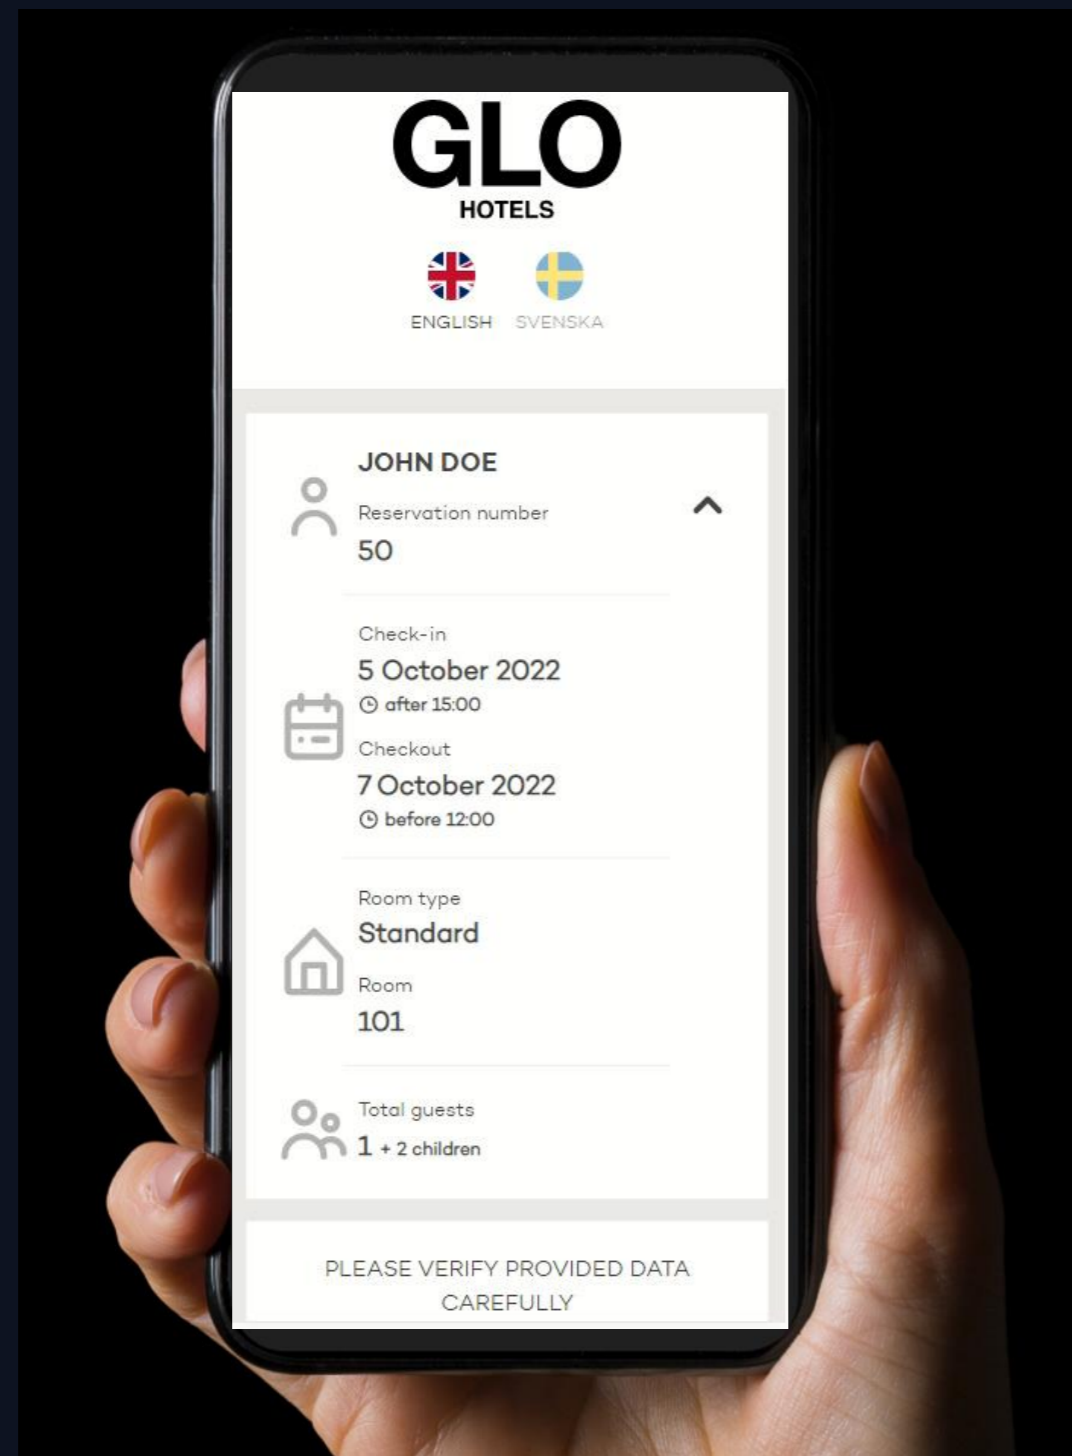 GLO
HOTELS
ENGLISH SVENSKA
JOHN DOE
Reservation number
50
Check-in
5 October 2022
after 15:00
Checkout
7 October 2022
before 12:00
Room type
Standard
Room
101
Total guests
1 + 2 children
PLEASE VERIFY PROVIDED DATA
CAREFULLY